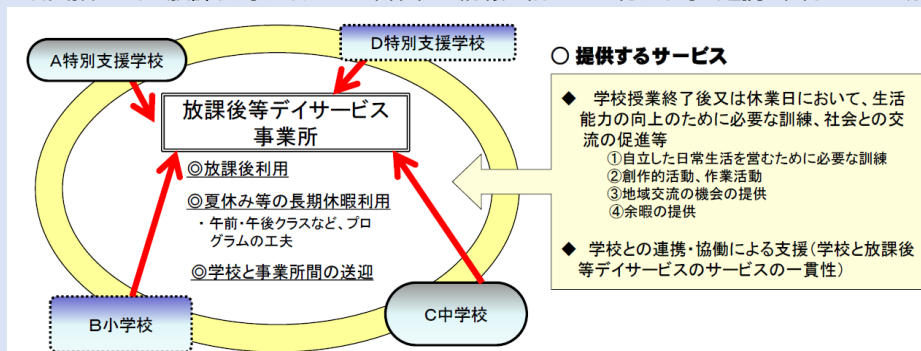 A特別支援学校
D特別支援学校
放課後等デイサービス
事業所
◎放課後利用
◎夏休み等の長期休暇利用
・午前・午後クラスなど、プロ
グラムの工夫
◎学校と事業所間の送迎
B小学校
C中学校
○ 提供するサービス
◆ 学校授業終了後又は休業日において、生活
能力の向上のために必要な訓練、社会との交
流の促進等
①自立した日常生活を営むために必要な訓練
②創作的活動、作業活動
③地域交流の機会の提供
④余暇の提供
◆ 学校との連携・協働による支援(学校と放課後
等デイサービスのサービスの一貫性)